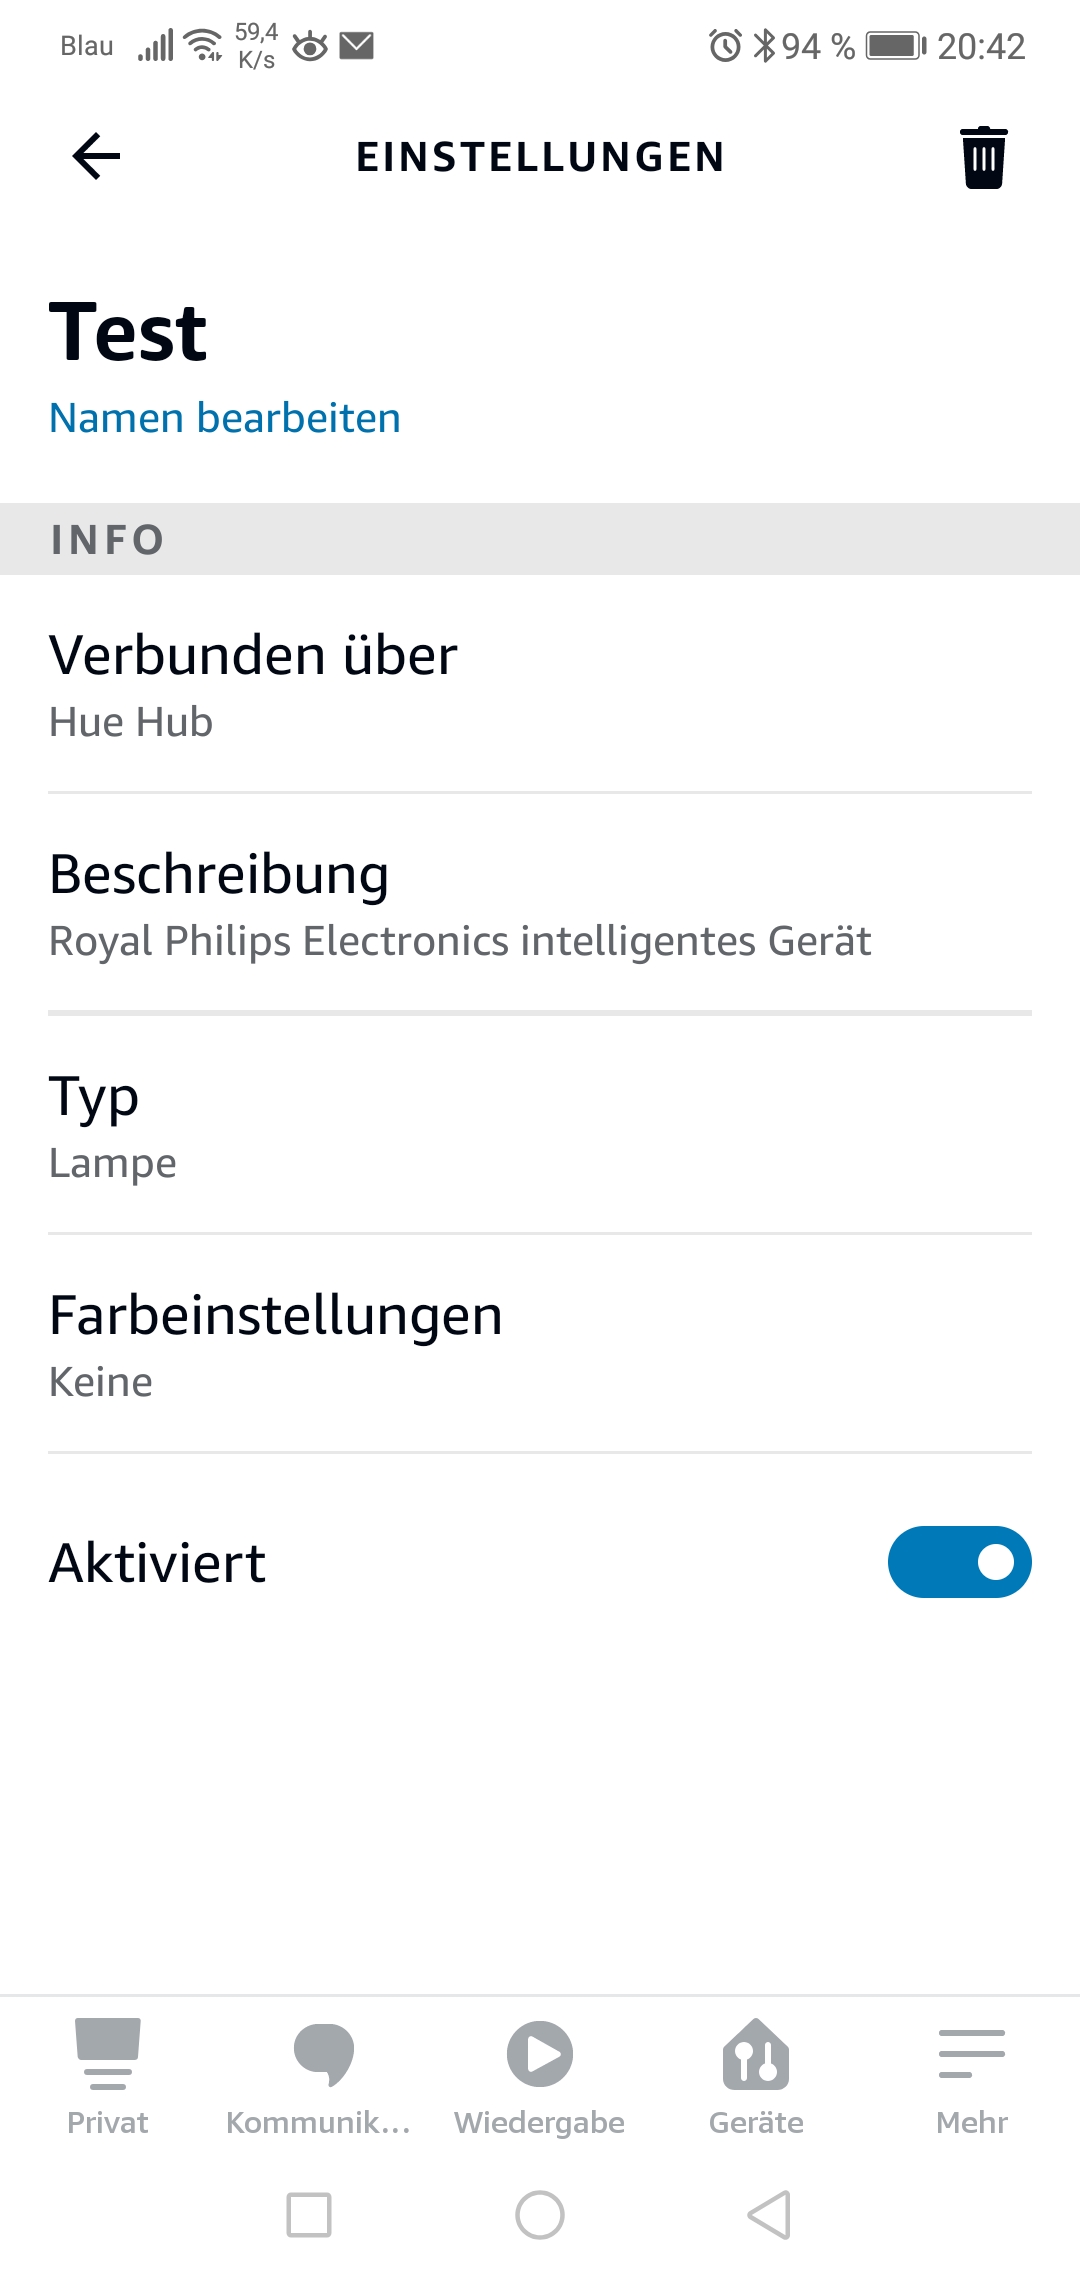 Blau 59,4 K/s 94 % 20:42
EINSTELLUNGEN
Test
Namen bearbeiten
INFO
Verbunden über
Hue Hub
Beschreibung
Royal Philips Electronics intelligentes Gerät
Typ
Lampe
Farbeinstellungen
Keine
Aktiviert
Privat Kommunik... Wiedergabe Geräte Mehr